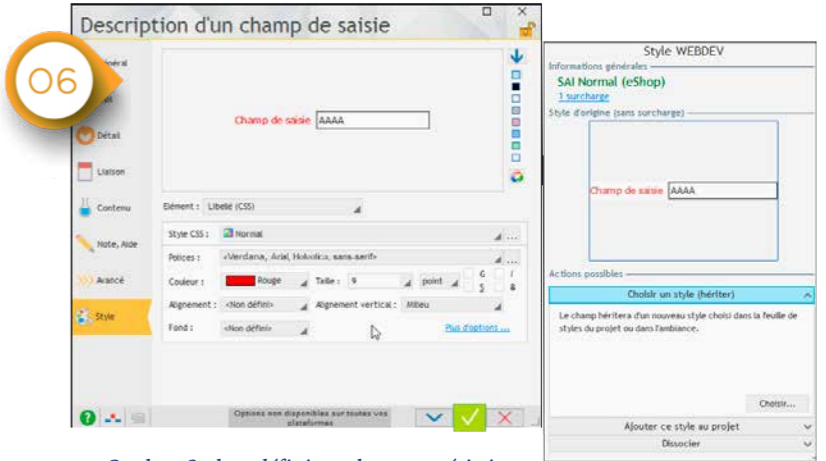 Description d'un champ de saisie
06
Général
Détail
Liaison
Contenu
Note, Aide
Avancé
Style
Champ de saisie AAAA
Elément : Libellé (CSS)
Style CSS : Normal ...
Polices : <Verdana, Arial, Helvetica, sans-serif> ...
Couleur : Rouge Taille : 9 point G I S
Alignement : <Non défini> Alignement vertical : Milieu
Fond : <Non défini> Plus d'options ...
Options non disponibles sur toutes vos
plateformes
Style WEBDEV
Informations générales
SAI Normal (eShop)
1 surcharge
Style d'origine (sans surcharge)
Champ de saisie AAAA
Actions possibles
Choisir un style (hériter)
Le champ héritera d'un nouveau style choisi dans la feuille de
styles du projet ou dans l'ambiance.
Choisir...
Ajouter ce style au projet
Dissocier